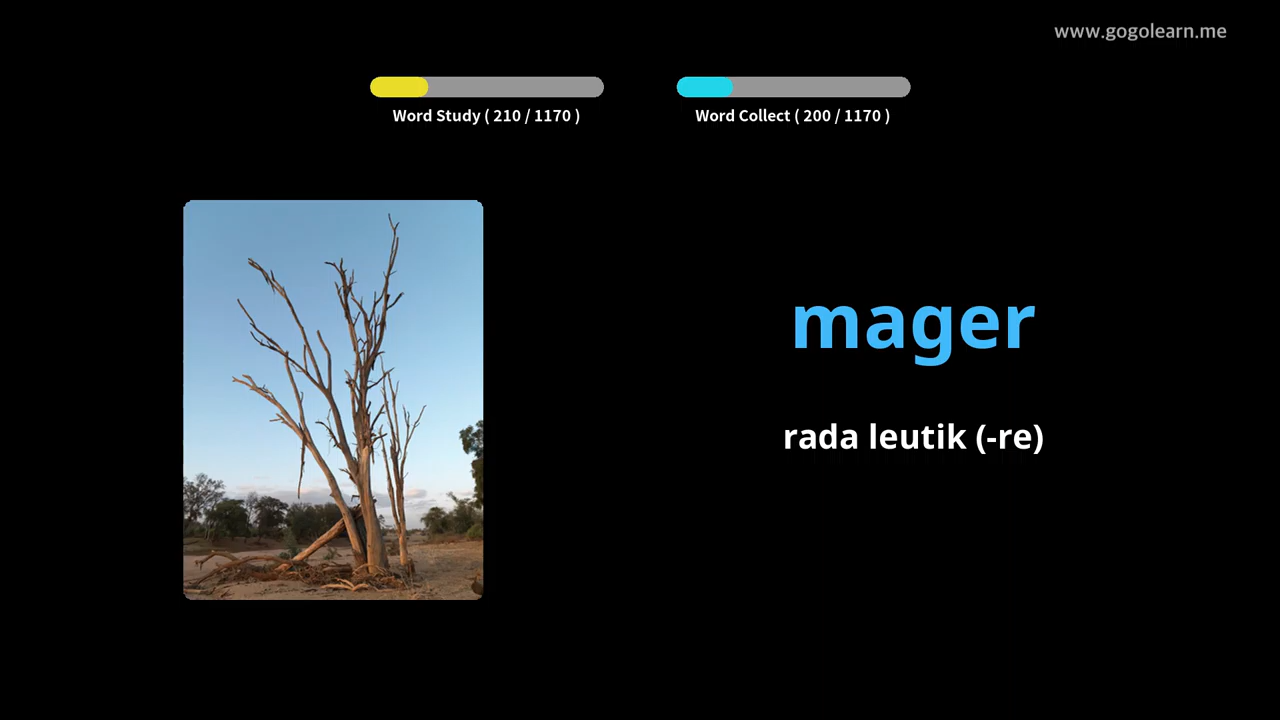 www.gogolearn.me
Word Study ( 210 / 1170 )
Word Collect ( 200 / 1170 )
mager
rada leutik (-re)